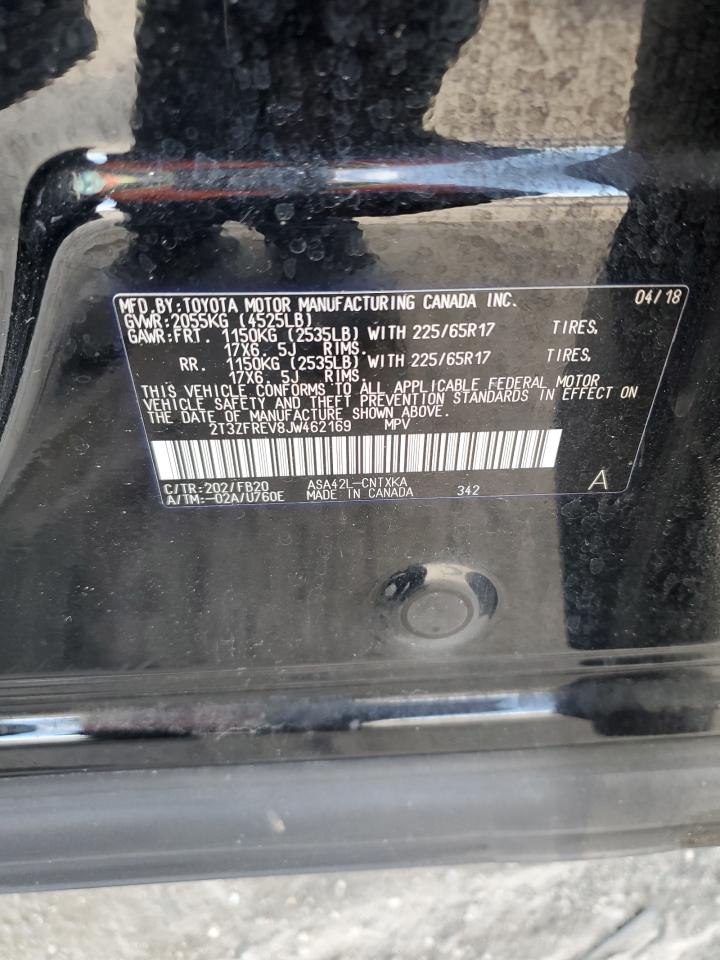 MFD.BY:TOYOTA MOTOR MANUFACTURING CANADA INC. 04/18
GVWR:2055KG (4525LB)
GAWR:FRT. 1150KG (2535LB) WITH 225/65R17 TIRES,
17X6.5J RIMS.
RR. 1150KG (2535LB) WITH 225/65R17 TIRES,
17X6.5J RIMS.
THIS VEHICLE CONFORMS TO ALL APPLICABLE FEDERAL MOTOR
VEHICLE SAFETY AND THEFT PREVENTION STANDARDS IN EFFECT ON
THE DATE OF MANUFACTURE SHOWN ABOVE.
2T3ZFREV8JW462169 MPV
C/TR:202/FB20 ASA42L-CNTXKA A
A/TM:-02A/U760E MADE IN CANADA 342